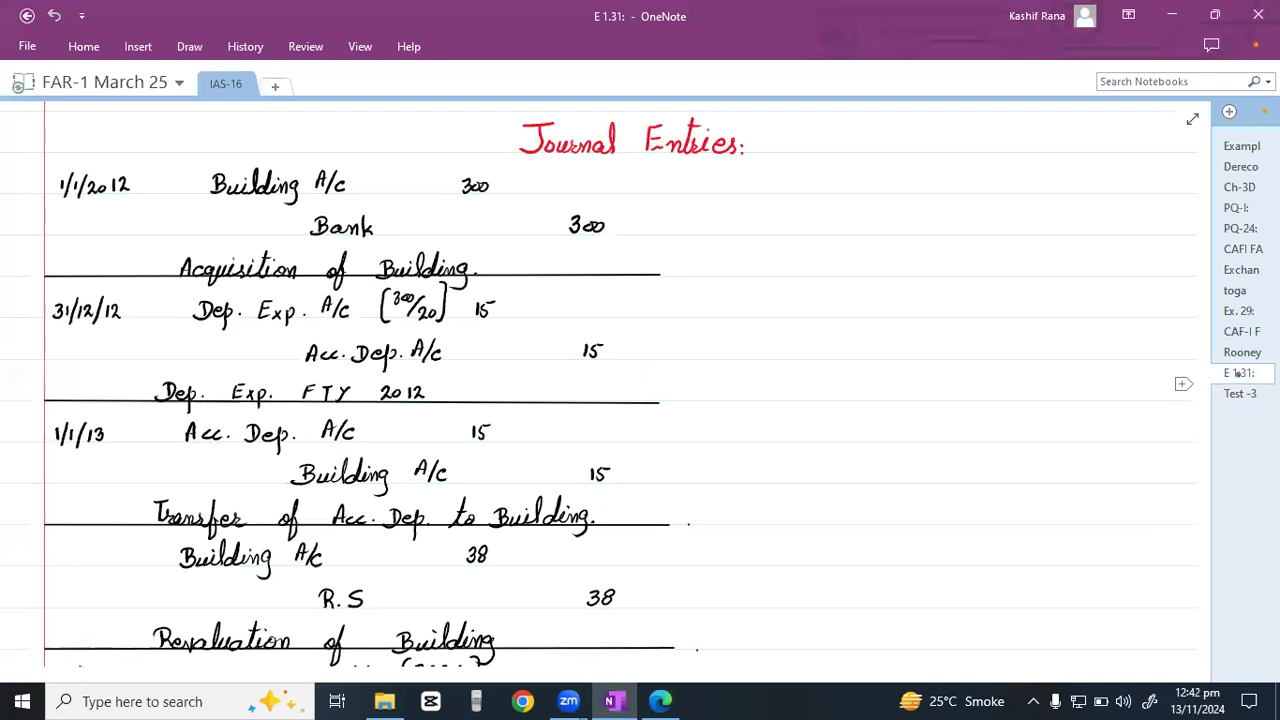 E 1.31: - OneNote
Kashif Rana
File Home Insert Draw History Review View Help
FAR-1 March 25
IAS-16
Search Notebooks
Journal Entries:
1/1/2012 Building A/c 300
Bank 300
Acquisition of Building.
31/12/12 Dep. Exp. A/c [300/20] 15
Acc. Dep. A/c 15
Dep. Exp. FTY 2012
1/1/13 Acc. Dep. A/c 15
Building A/c 15
Transfer of Acc. Dep. to Building.
Building A/c 38
R.S 38
Revaluation of Building
Exampl
Dereco
Ch-3D
PQ-I:
PQ-24:
CAFI FA
Exchan
toga
Ex. 29:
CAF-I F
Rooney
E 1.31:
Test -3
Type here to search
25°C Smoke
12:42 pm
13/11/2024